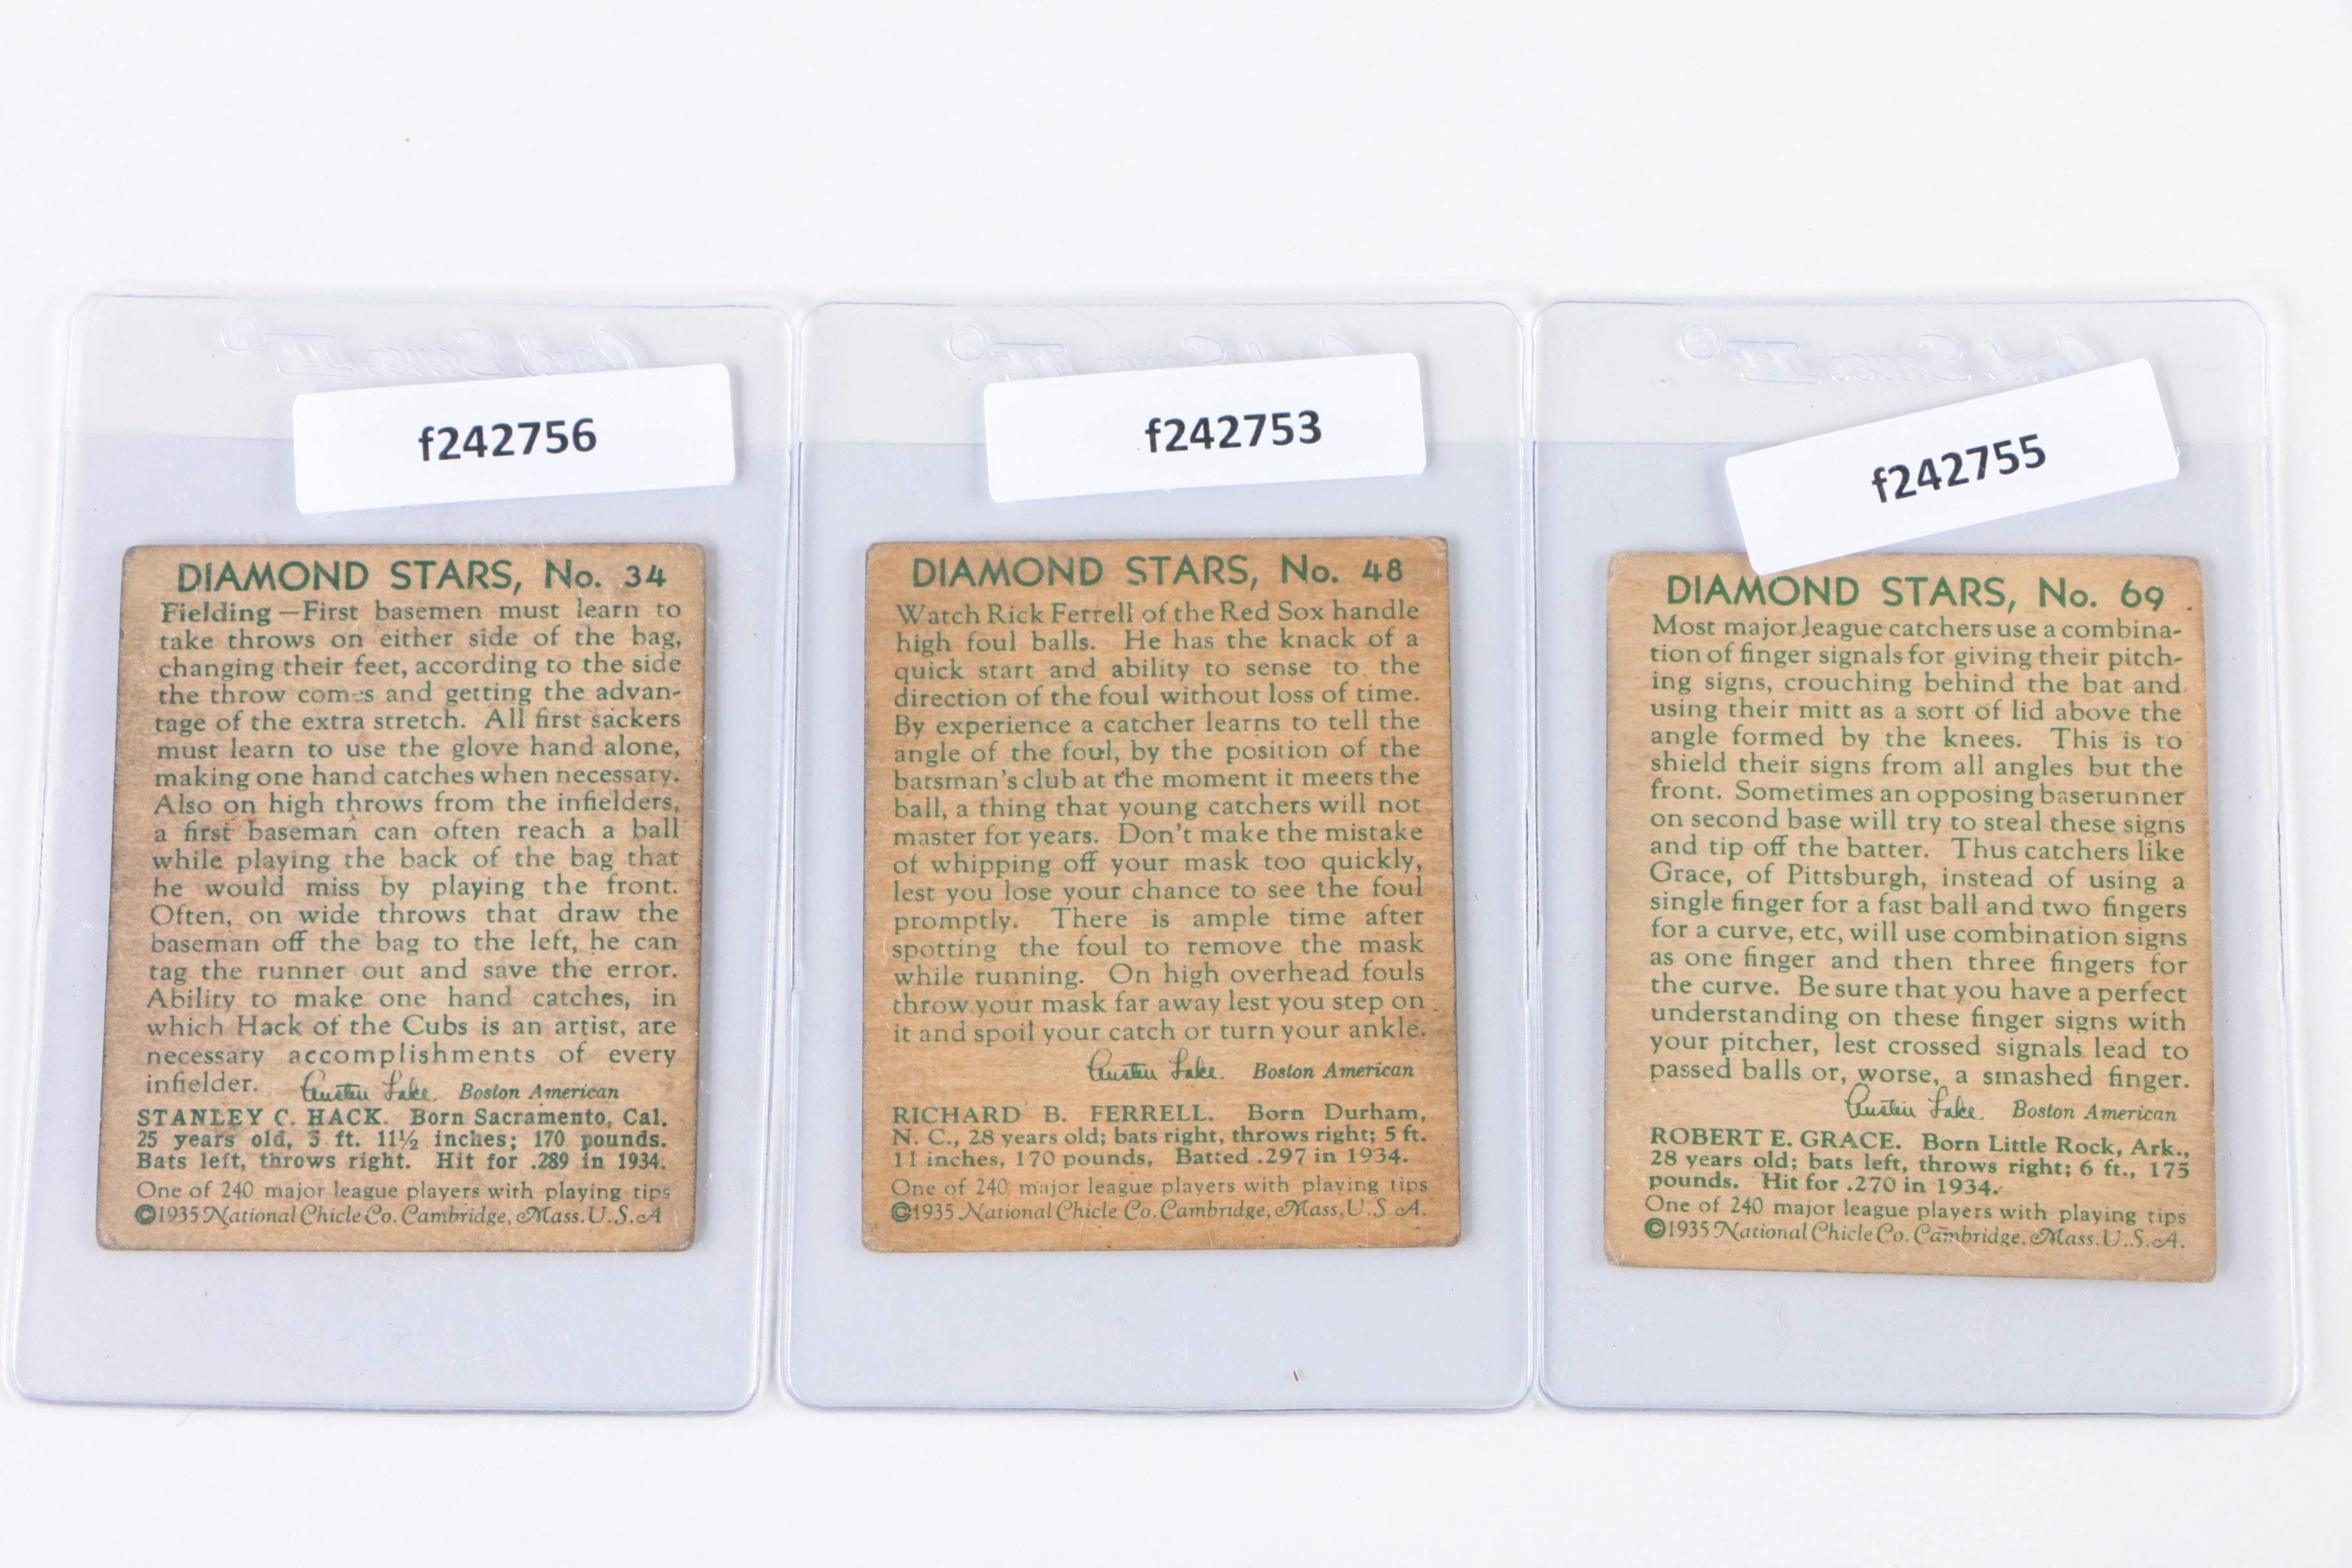 f242756
DIAMOND STARS, No. 34
Fielding—First basemen must learn to
take throws on either side of the bag,
changing their feet, according to the side
the throw comes and getting the advan-
tage of the extra stretch. All first sackers
must learn to use the glove hand alone,
making one hand catches when necessary.
Also on high throws from the infielders,
a first baseman can often reach a ball
while playing the back of the bag that
he would miss by playing the front.
Often, on wide throws that draw the
baseman off the bag to the left, he can
tag the runner out and save the error.
Ability to make one hand catches, in
which Hack of the Cubs is an artist, are
necessary accomplishments of every
infielder. Austen Lake. Boston American
STANLEY C. HACK. Born Sacramento, Cal.
25 years old, 5 ft. 11½ inches; 170 pounds.
Bats left, throws right. Hit for .289 in 1934.
One of 240 major league players with playing tips
©1935 National Chicle Co. Cambridge, Mass. U.S.A
f242753
DIAMOND STARS, No. 48
Watch Rick Ferrell of the Red Sox handle
high foul balls. He has the knack of a
quick start and ability to sense to the
direction of the foul without loss of time.
By experience a catcher learns to tell the
angle of the foul, by the position of the
batsman's club at the moment it meets the
ball, a thing that young catchers will not
master for years. Don't make the mistake
of whipping off your mask too quickly,
lest you lose your chance to see the foul
promptly. There is ample time after
spotting the foul to remove the mask
while running. On high overhead fouls
throw your mask far away lest you step on
it and spoil your catch or turn your ankle.
Austen Lake. Boston American
RICHARD B. FERRELL. Born Durham,
N. C., 28 years old; bats right, throws right; 5 ft.
11 inches, 170 pounds, Batted .297 in 1934.
One of 240 major league players with playing tips
©1935 National Chicle Co. Cambridge, Mass, U.S A.
f242755
DIAMOND STARS, No. 69
Most major league catchers use a combina-
tion of finger signals for giving their pitch-
ing signs, crouching behind the bat and
using their mitt as a sort of lid above the
angle formed by the knees. This is to
shield their signs from all angles but the
front. Sometimes an opposing baserunner
on second base will try to steal these signs
and tip off the batter. Thus catchers like
Grace, of Pittsburgh, instead of using a
single finger for a fast ball and two fingers
for a curve, etc, will use combination signs
as one finger and then three fingers for
the curve. Be sure that you have a perfect
understanding on these finger signs with
your pitcher, lest crossed signals lead to
passed balls or, worse, a smashed finger.
Austen Lake. Boston American
ROBERT E. GRACE. Born Little Rock, Ark.,
28 years old; bats left, throws right; 6 ft., 175
pounds. Hit for .270 in 1934.
One of 240 major league players with playing tips
©1935 National Chicle Co. Cambridge, Mass. U.S.A.